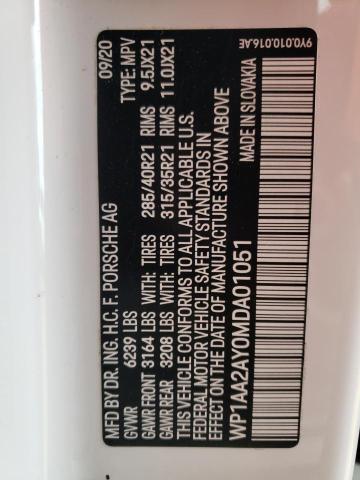 MFD BY DR. ING. H.C. F. PORSCHE AG 09/20
GVWR 6239 LBS TYPE: MPV
GAWR FRONT 3164 LBS WITH: TIRES 285/40R21 RIMS 9.5JX21
GAWR REAR 3208 LBS WITH: TIRES 315/35R21 RIMS 11.0JX21
THIS VEHICLE CONFORMS TO ALL APPLICABLE U.S.
FEDERAL MOTOR VEHICLE SAFETY STANDARDS IN
EFFECT ON THE DATE OF MANUFACTURE SHOWN ABOVE
WP1AA2AY0MDA01051 MADE IN SLOVAKIA
9Y0.010.016.AE